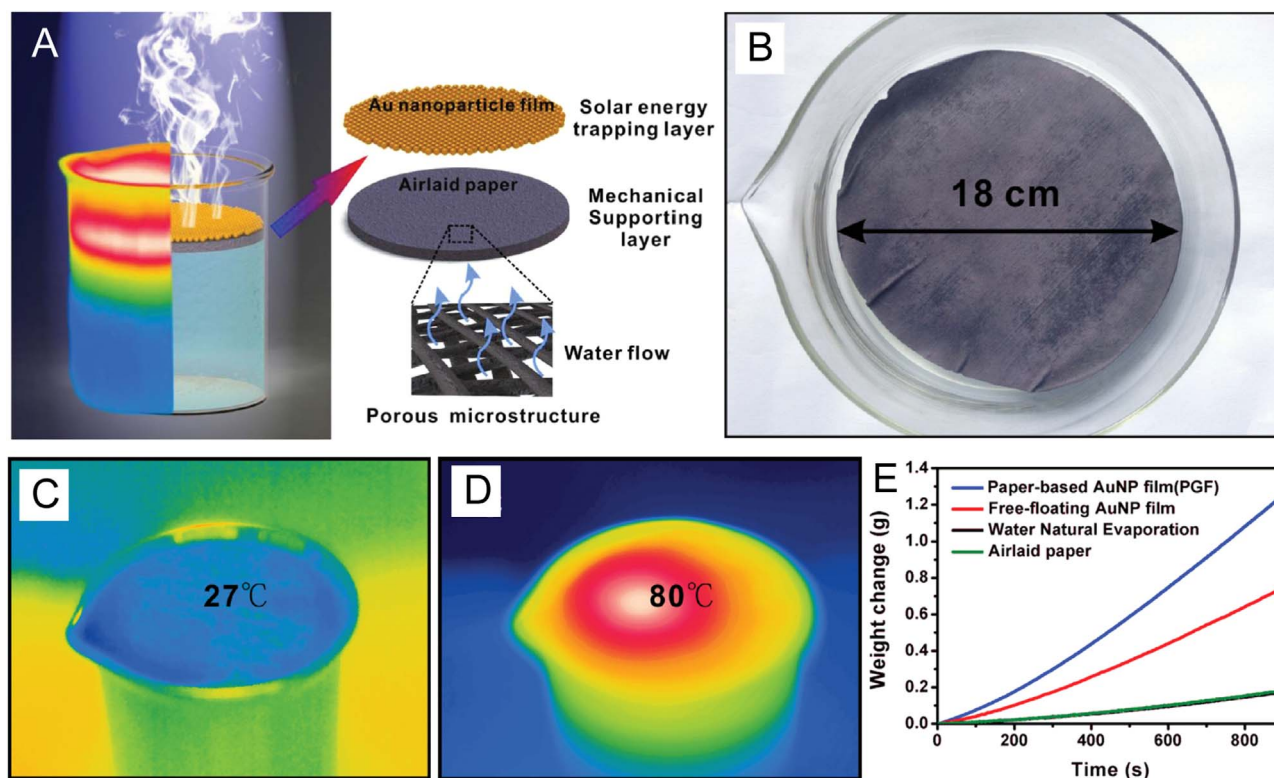 A
Au nanoparticle film
Solar energy
trapping layer
Airlaid paper
Mechanical
Supporting
layer
Water flow
Porous microstructure
B
18 cm
C
27℃
D
80℃
E
1.4
1.2
1.0
0.8
0.6
0.4
0.2
0.0
Weight change (g)
Paper-based AuNP film(PGF)
Free-floating AuNP film
Water Natural Evaporation
Airlaid paper
0
200
400
600
800
Time (s)